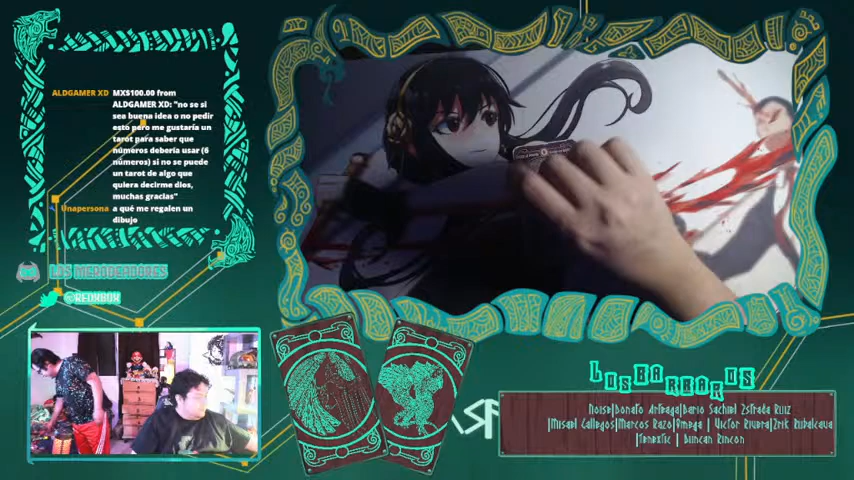 ALDGAMER XD MX$100.00 from
ALDGAMER XD: "no se si
sea buena idea o no pedir
esto pero me gustaría un
tarot para saber que
números debería usar (6
números) si no se puede
un tarot de algo que
quiera decirme dios,
muchas gracias"
Unapersona a qué me regalen un
dibujo
LOS MERODEADORES
@REDXBOX
LOSBARBAROS
Noise|Donato Arteaga|Dario Sachiel Estrada Ruiz
|Misael Gallegos|Marcos Razo|Omega | Victor Rivera|Erik Rubalcava
| Duncan Rincon